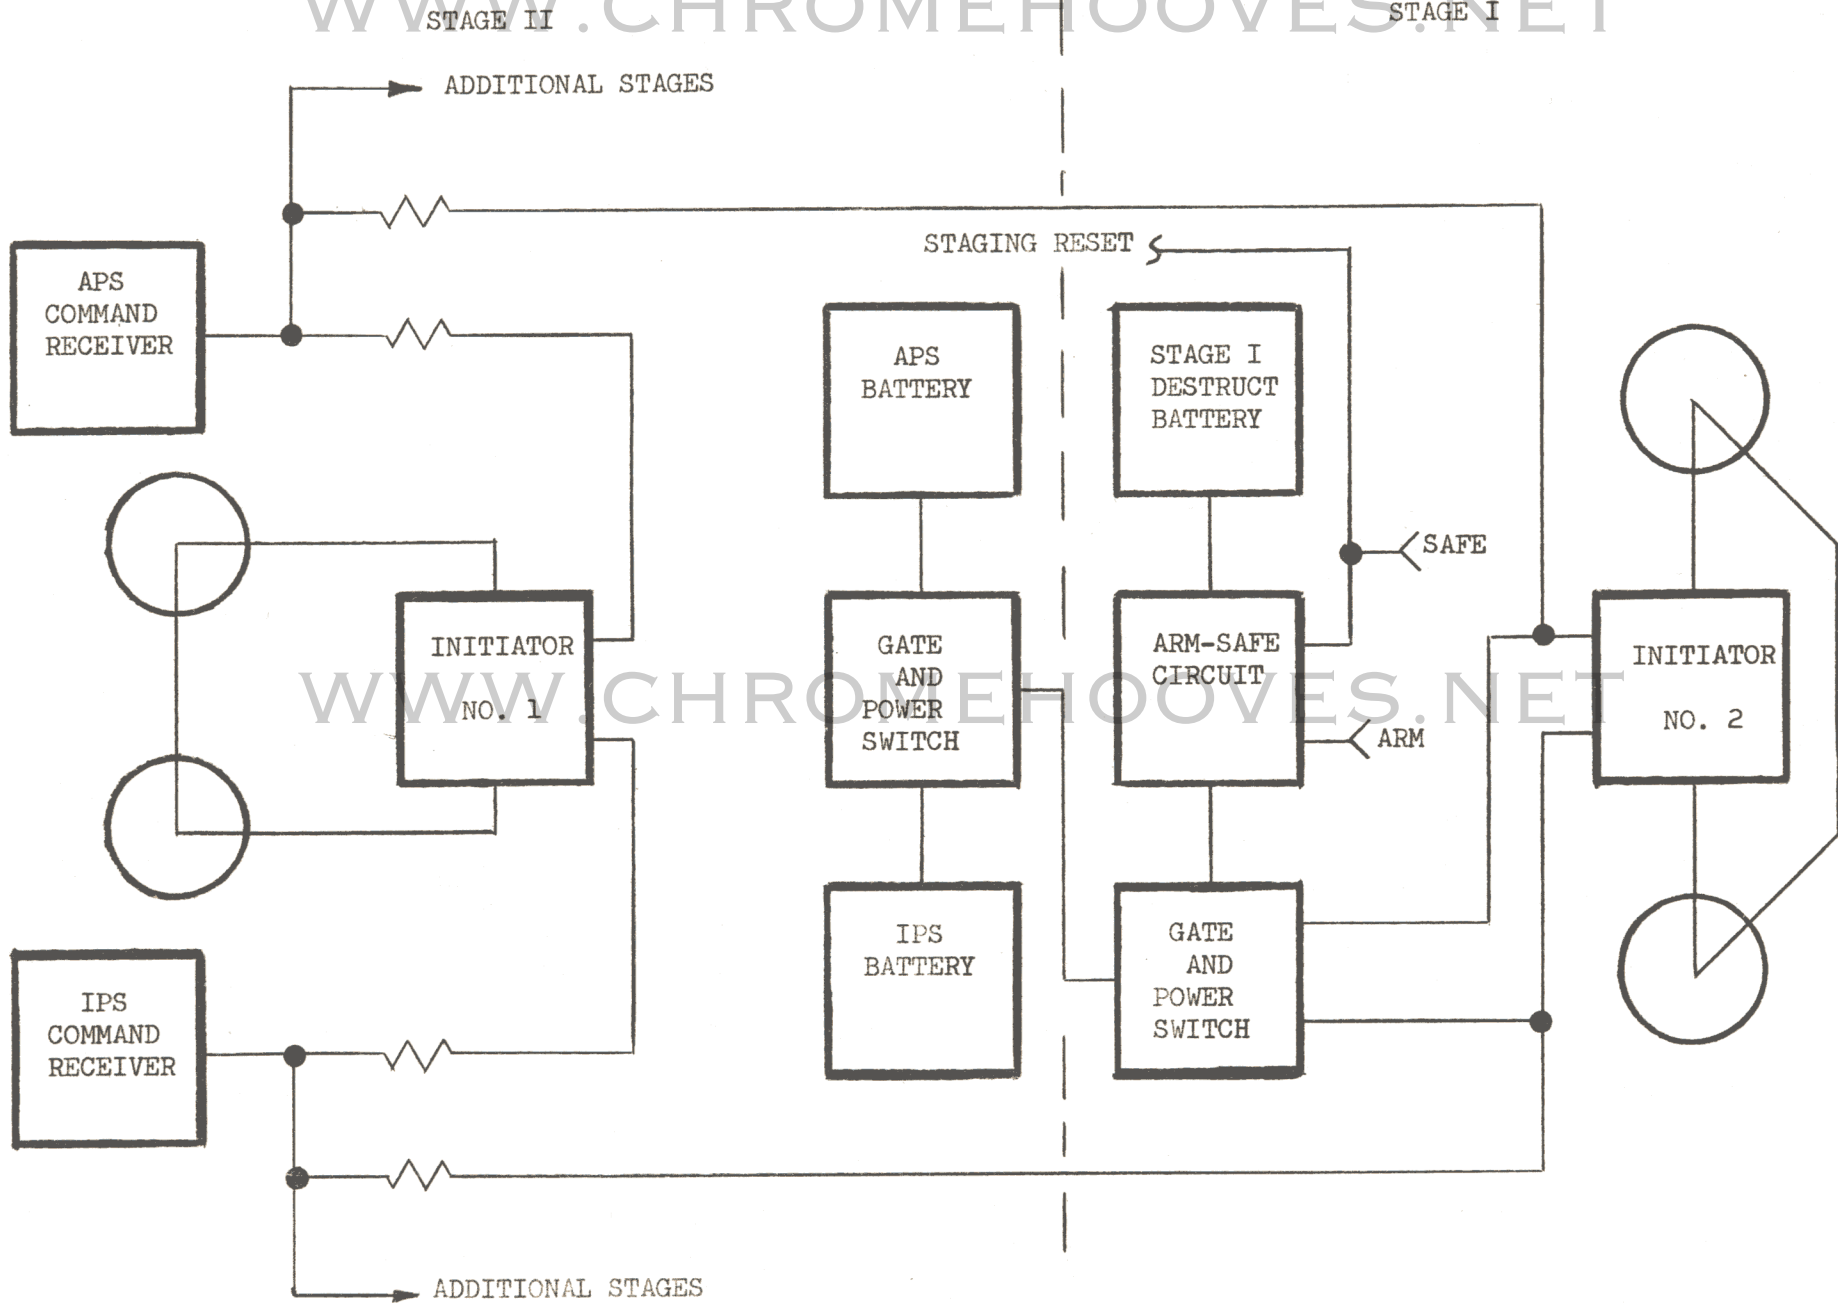 WWW.CHROMEHOOVES.NET
STAGE II
STAGE I
ADDITIONAL STAGES
STAGING RESET
APS
COMMAND
RECEIVER
APS
BATTERY
STAGE I
DESTRUCT
BATTERY
SAFE
INITIATOR
NO. 1
GATE
AND
POWER
SWITCH
ARM-SAFE
CIRCUIT
ARM
INITIATOR
NO. 2
WWW.CHROMEHOOVES.NET
IPS
COMMAND
RECEIVER
IPS
BATTERY
GATE
AND
POWER
SWITCH
ADDITIONAL STAGES